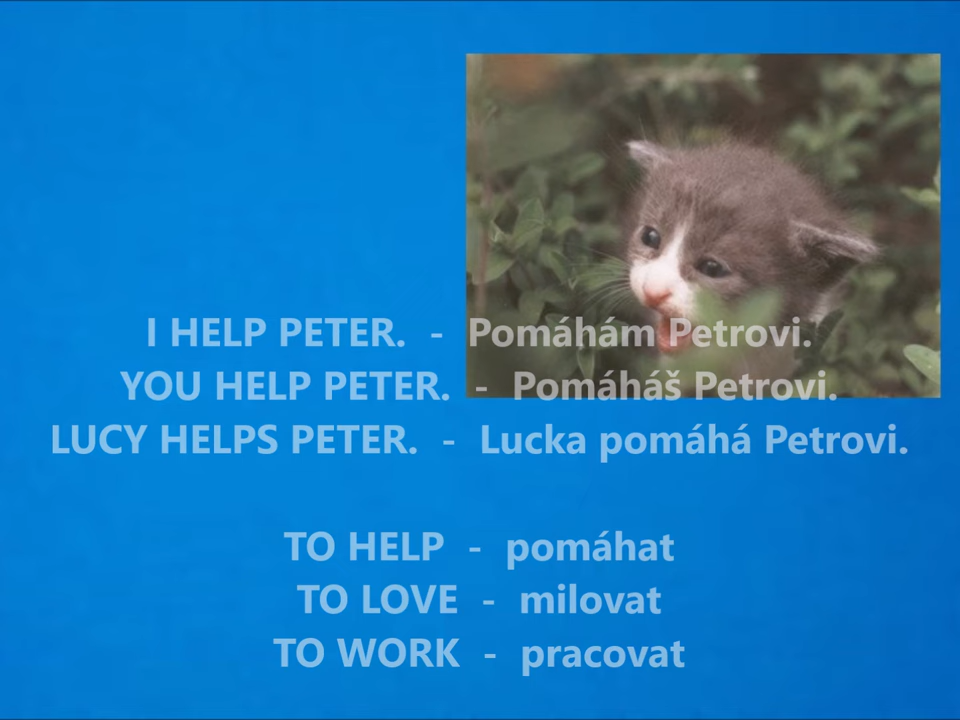 I HELP PETER. - Pomáhám Petrovi.
YOU HELP PETER. - Pomáháš Petrovi.
LUCY HELPS PETER. - Lucka pomáhá Petrovi.
TO HELP - pomáhat
TO LOVE - milovat
TO WORK - pracovat